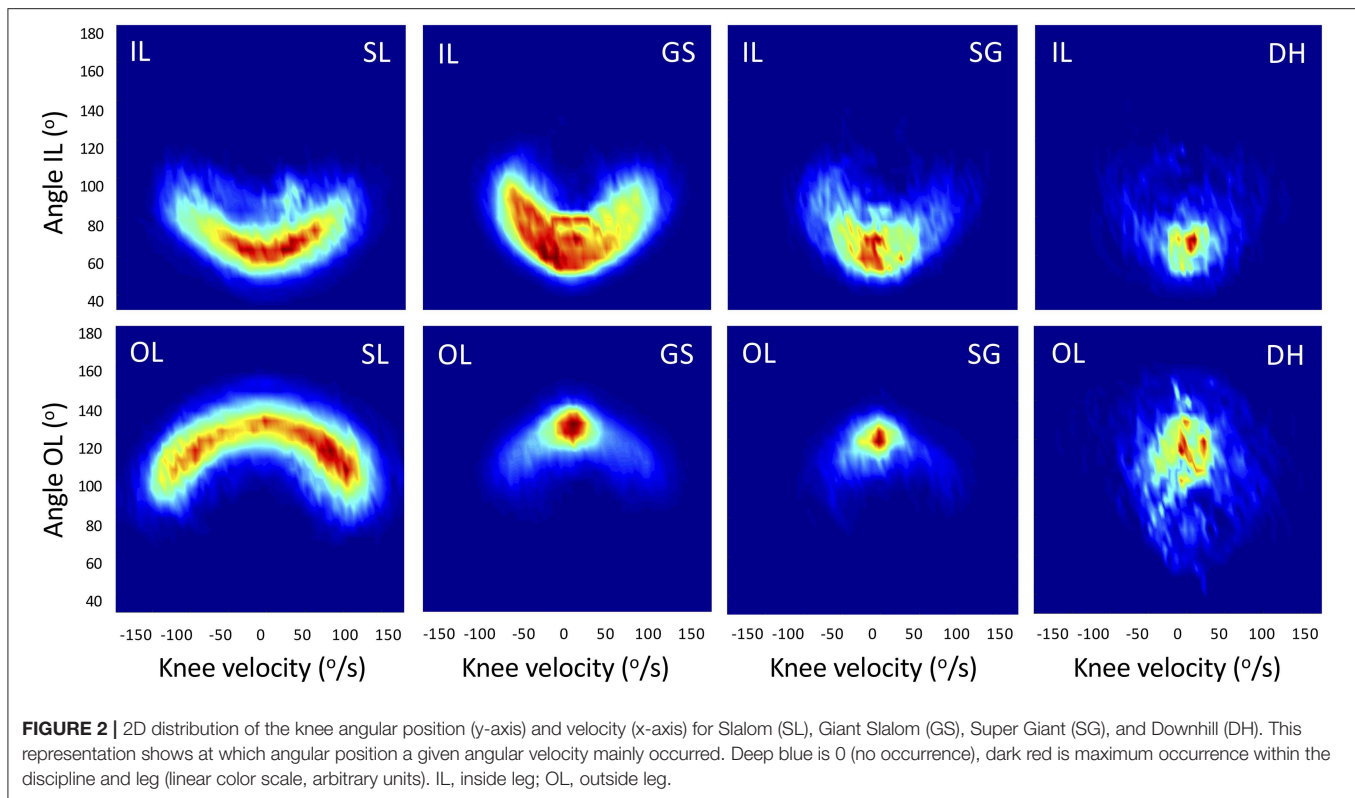 IL SL IL GS IL SG IL DH
180
160
140
120
100
80
60
40
Angle IL (º)
OL SL OL GS OL SG OL DH
180
160
140
120
100
80
60
40
Angle OL (º)
-150 -100 -50 0 50 100 150 -150 -100 -50 0 50 100 150 -150 -100 -50 0 50 100 150 -150 -100 -50 0 50 100 150
Knee velocity (º/s) Knee velocity (º/s) Knee velocity (º/s) Knee velocity (º/s)
FIGURE 2 | 2D distribution of the knee angular position (y-axis) and velocity (x-axis) for Slalom (SL), Giant Slalom (GS), Super Giant (SG), and Downhill (DH). This
representation shows at which angular position a given angular velocity mainly occurred. Deep blue is 0 (no occurrence), dark red is maximum occurrence within the
discipline and leg (linear color scale, arbitrary units). IL, inside leg; OL, outside leg.